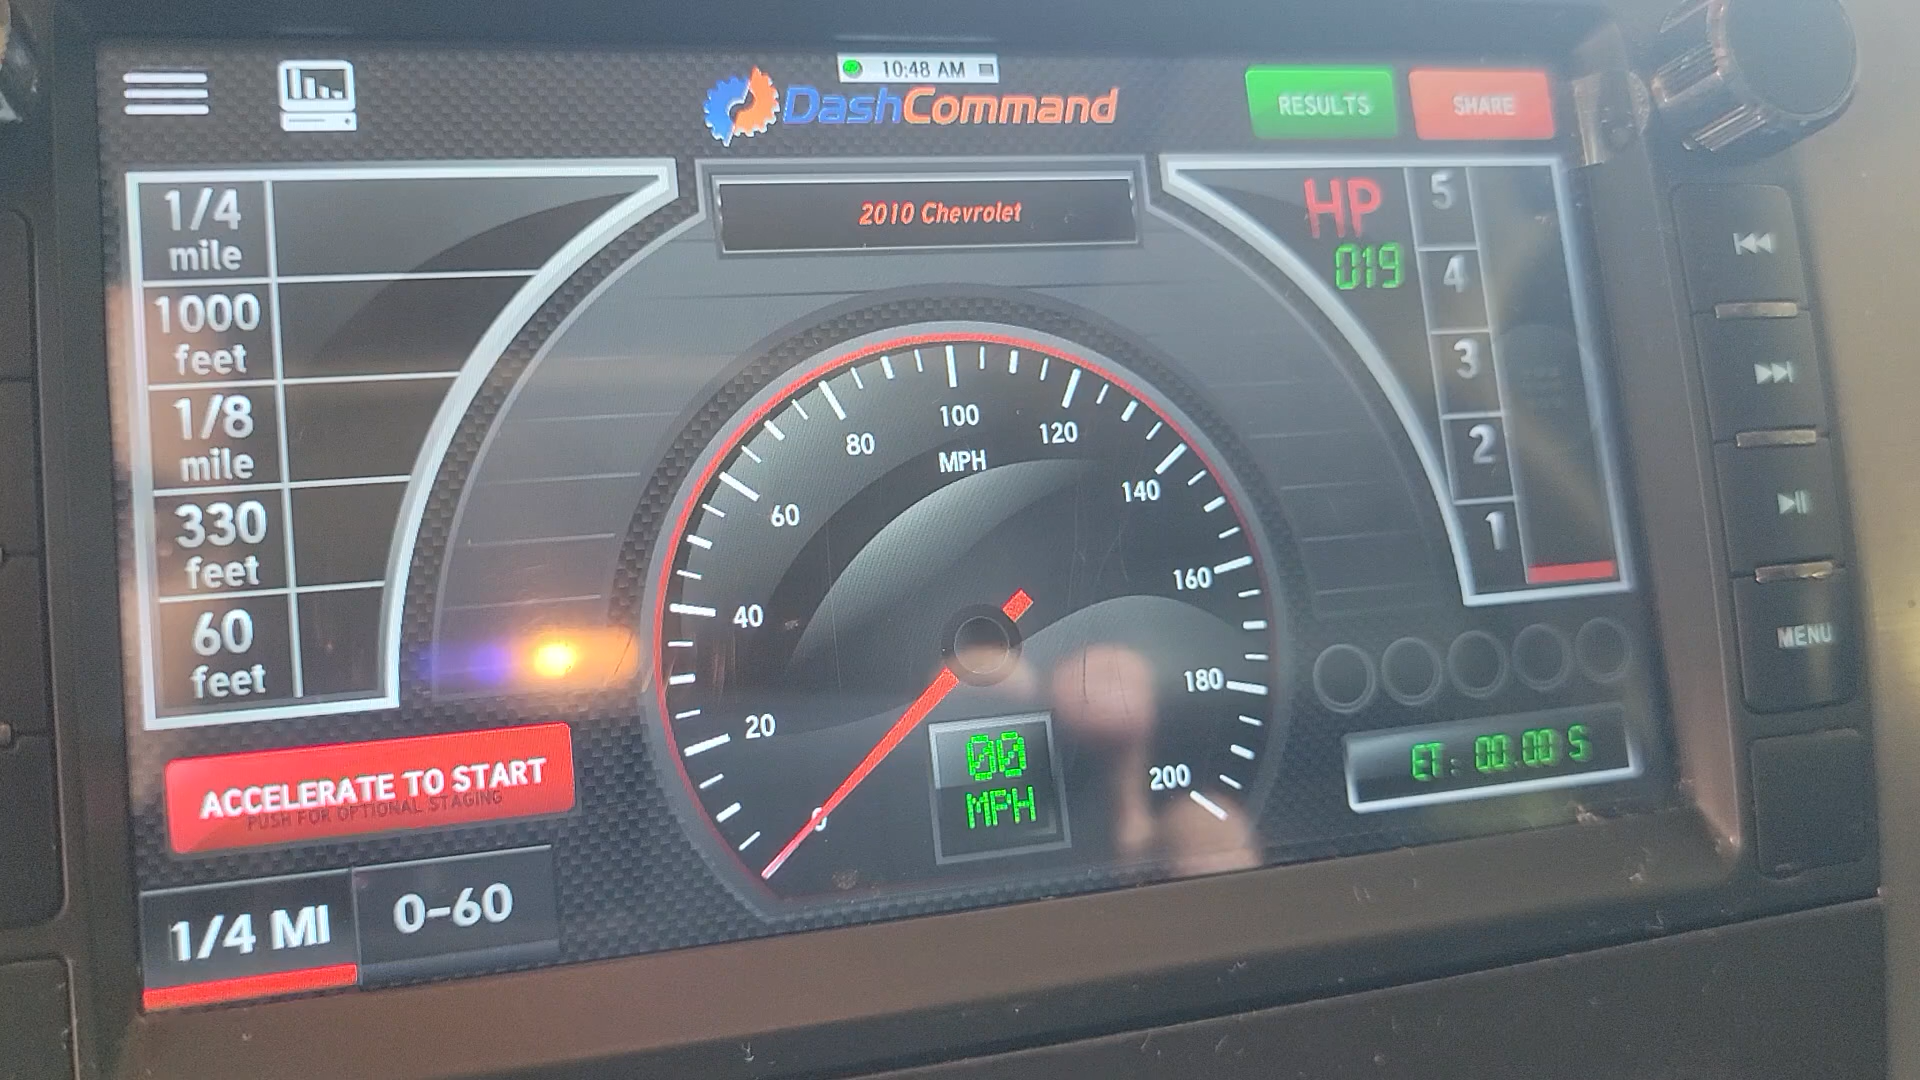 10:48 AM
DashCommand
RESULTS
SHARE
2010 Chevrolet
1/4
mile
1000
feet
1/8
mile
330
feet
60
feet
HP
019
5
4
3
2
1
0
20
40
60
80
100
120
140
160
180
200
MPH
00
MPH
ET: 00.00 S
ACCELERATE TO START
PUSH FOR OPTIONAL STAGING
1/4 MI
0-60
MENU